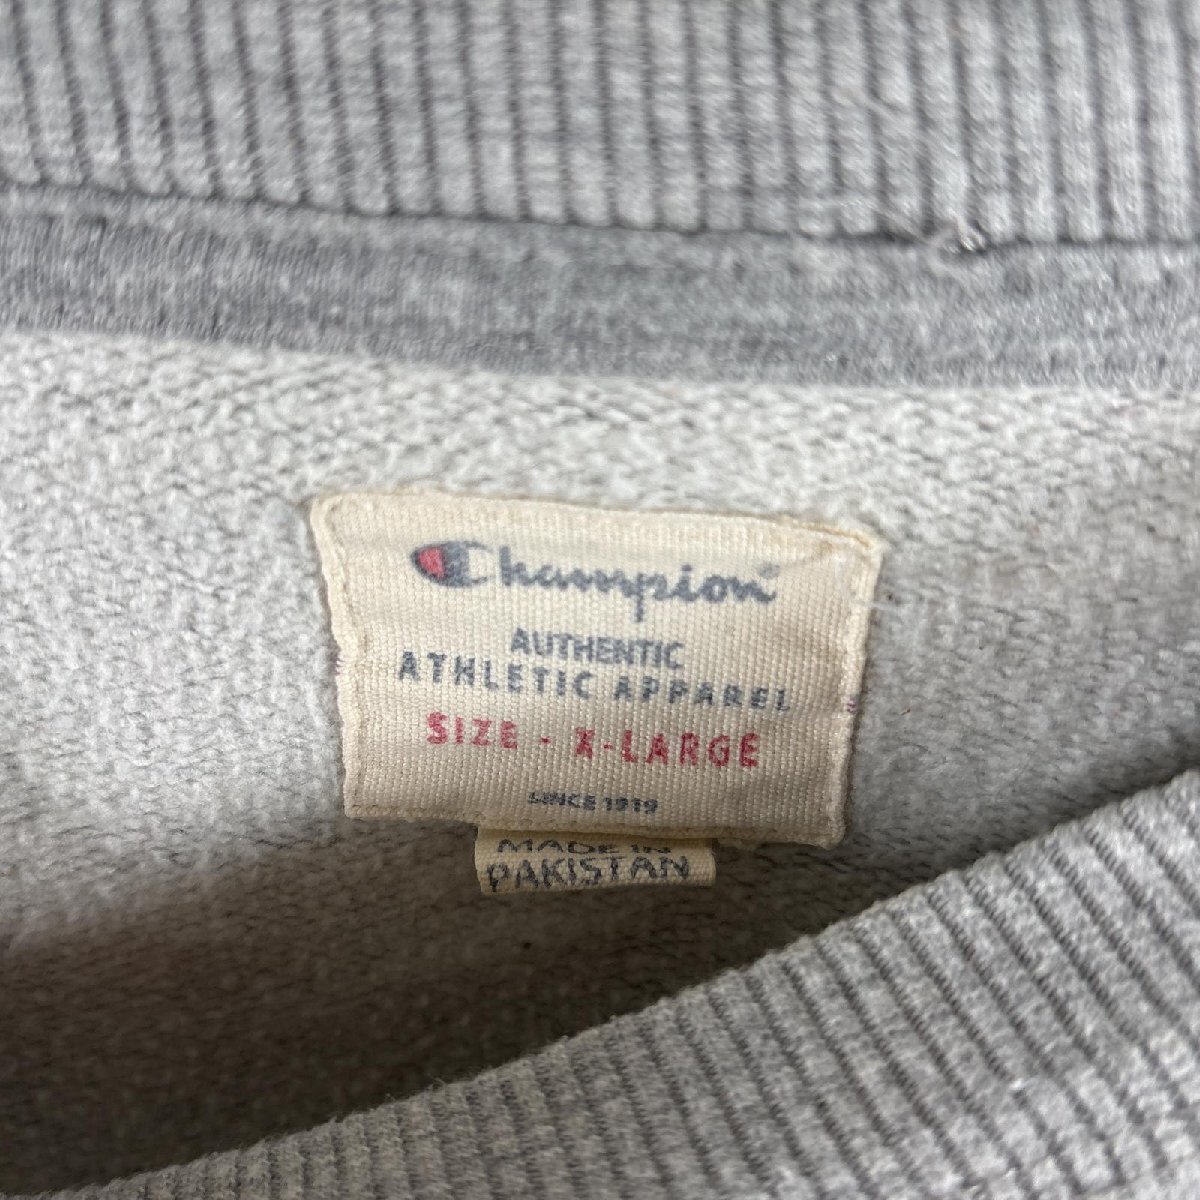 Champion
AUTHENTIC
ATHLETIC APPAREL
SIZE - X-LARGE
SINCE 1919
MADE IN
PAKISTAN